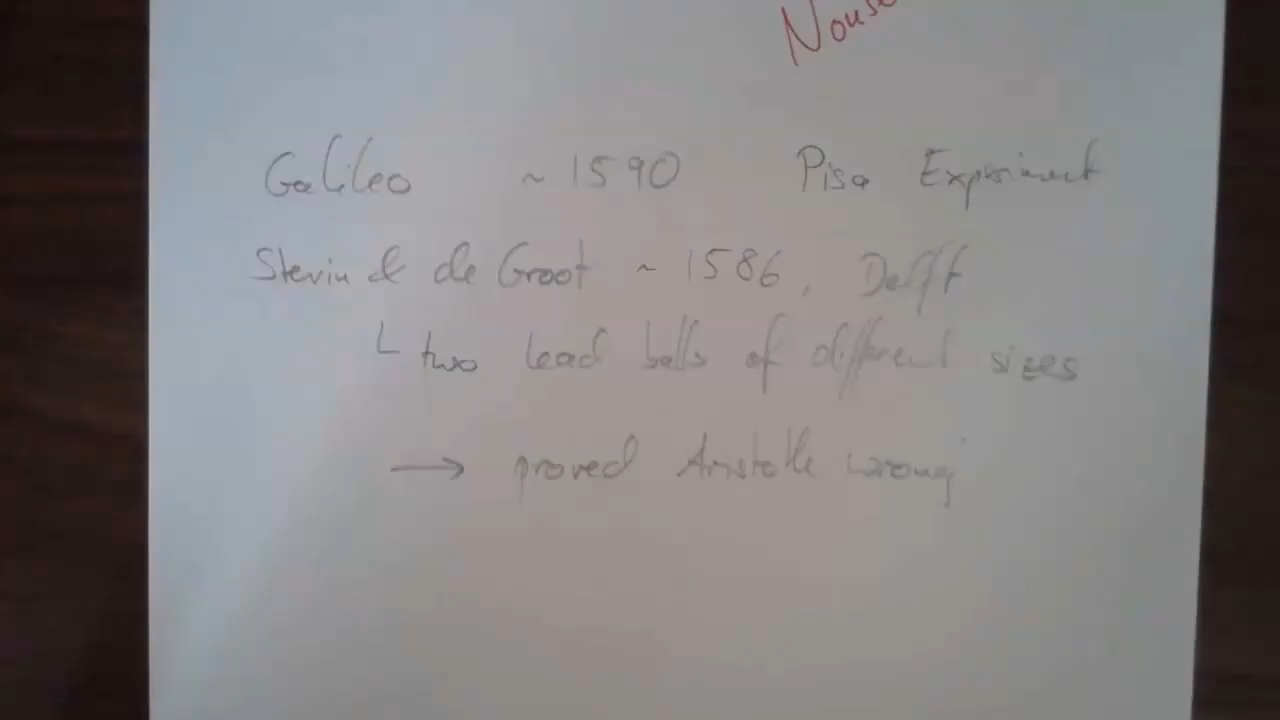 Galileo ~ 1590 Pisa Experiment
Stevin & de Groot ~ 1586, Delft
└ two lead balls of different sizes
→ proved Aristotle wrong